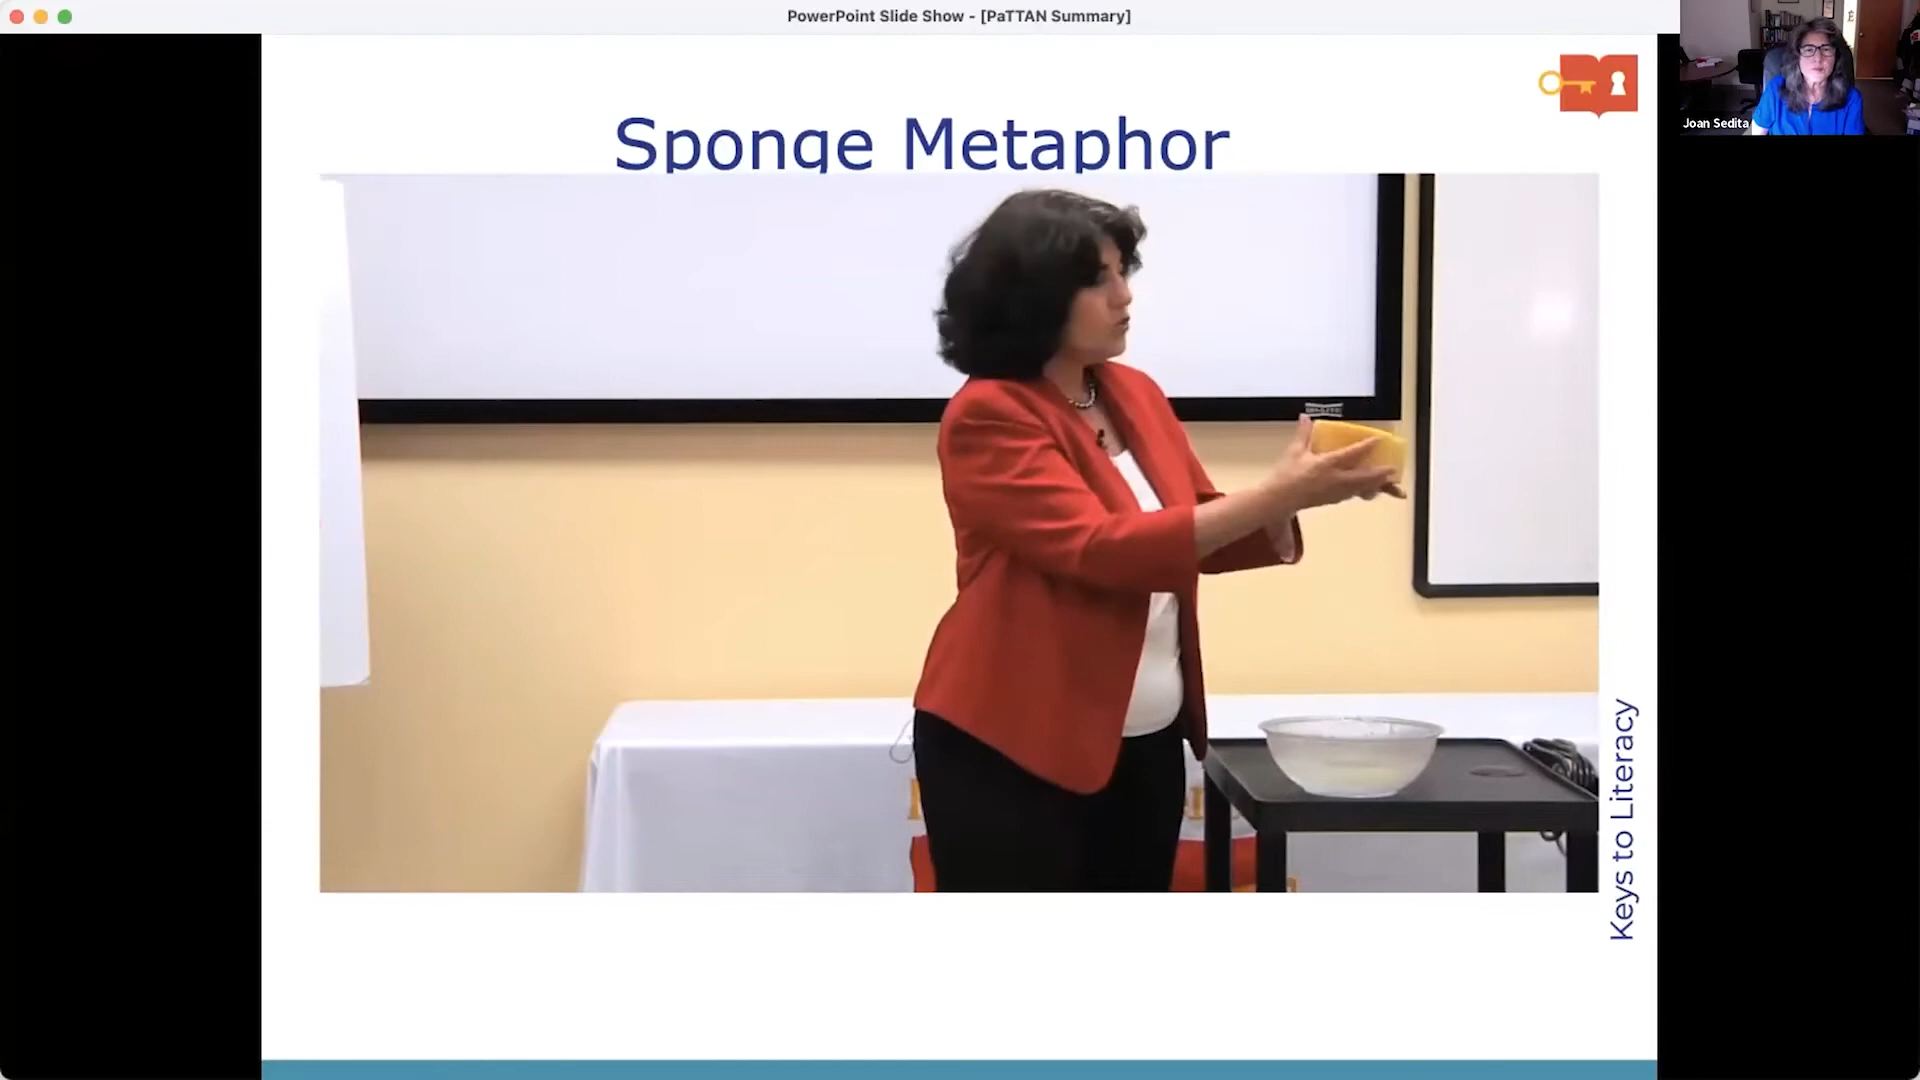 PowerPoint Slide Show - [PaTTAN Summary]
Joan Sedita
Sponge Metaphor
Keys to Literacy